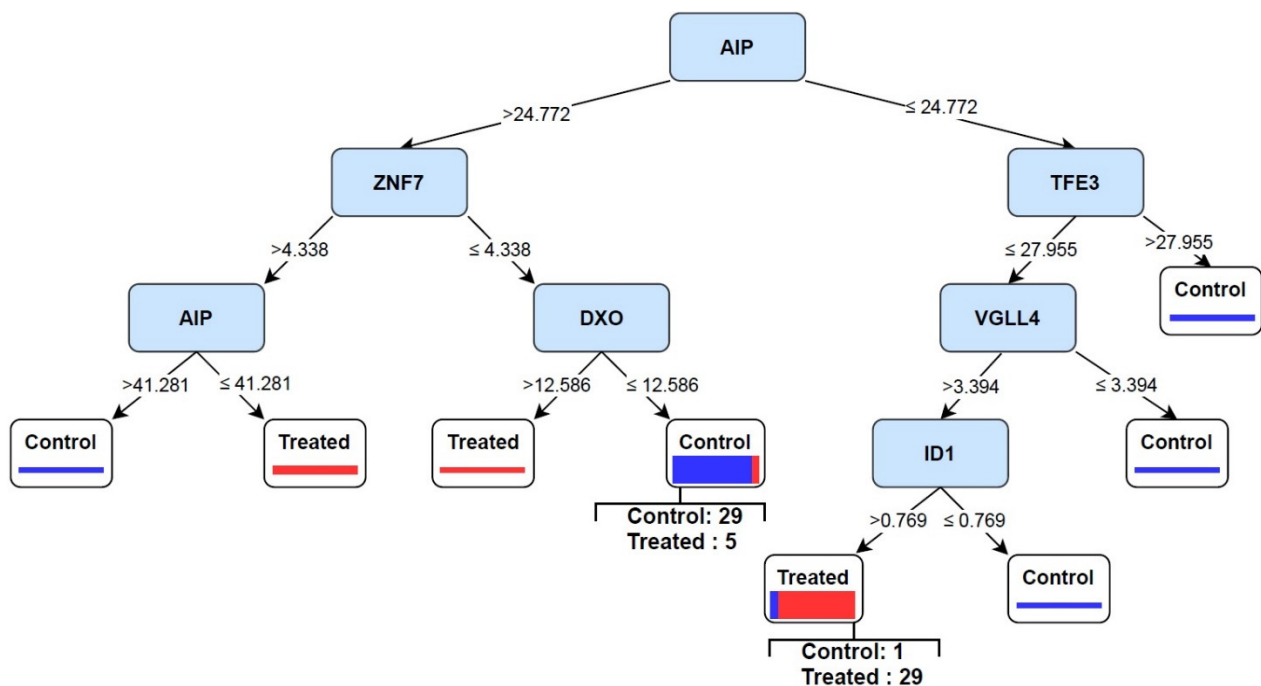 AIP
>24.772
≤ 24.772
ZNF7
TFE3
>4.338
≤ 4.338
≤ 27.955
>27.955
AIP
DXO
VGLL4
Control
>41.281
≤ 41.281
>12.586
≤ 12.586
>3.394
≤ 3.394
Control
Treated
Treated
Control
ID1
Control
Control: 29
Treated : 5
>0.769
≤ 0.769
Treated
Control
Control: 1
Treated : 29